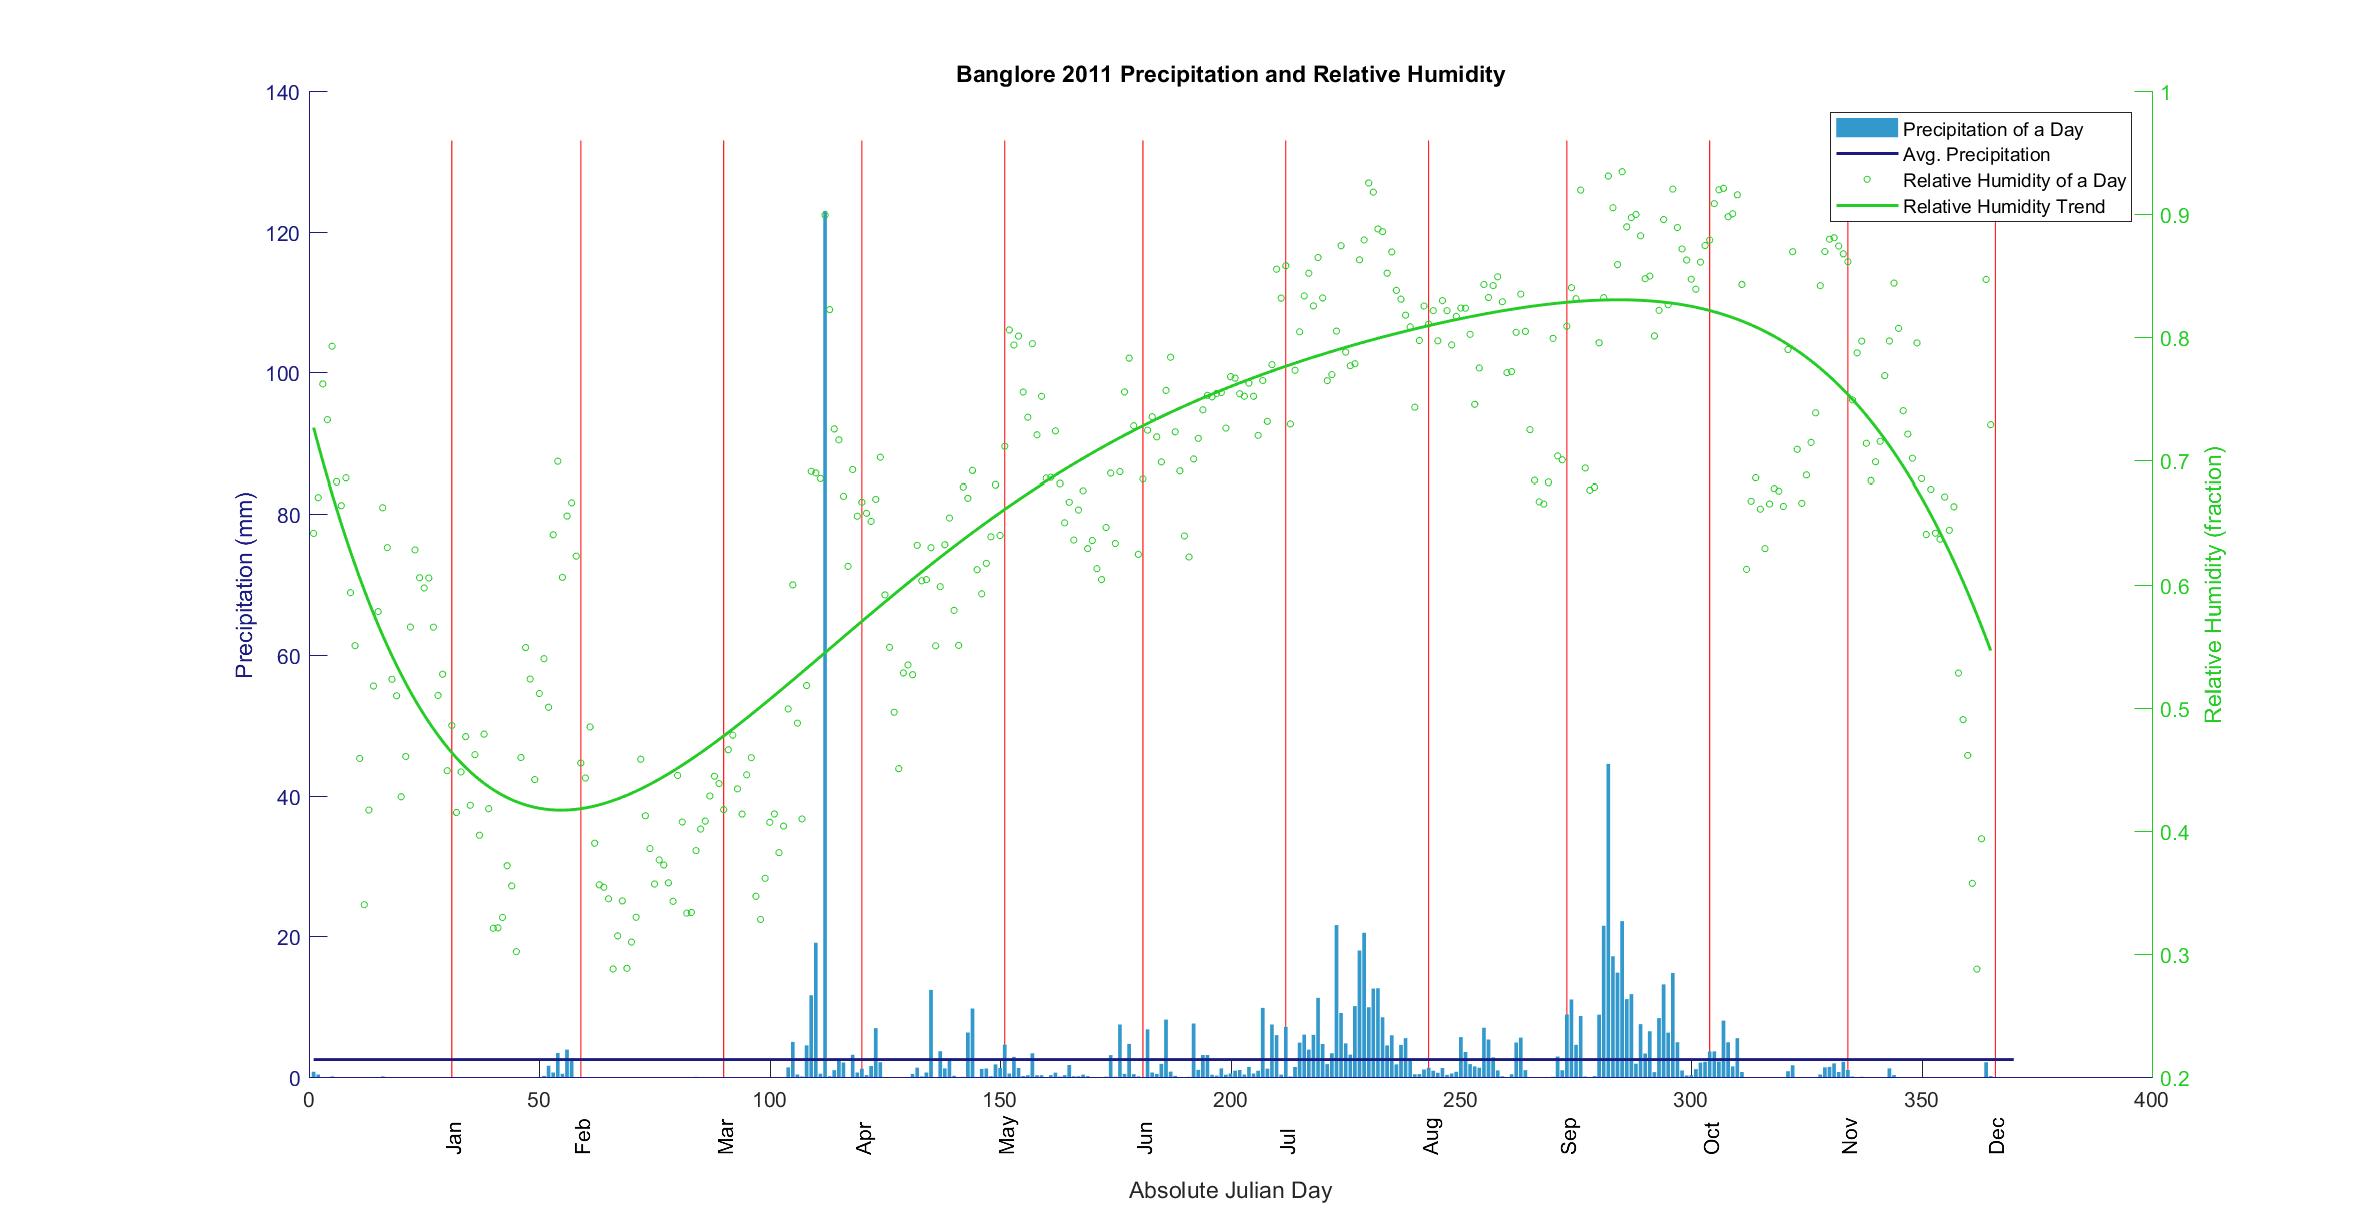 Banglore 2011 Precipitation and Relative Humidity
Precipitation of a Day
Avg. Precipitation
Relative Humidity of a Day
Relative Humidity Trend
Precipitation (mm)
140
120
100
80
60
40
20
0
Relative Humidity (fraction)
1
0.9
0.8
0.7
0.6
0.5
0.4
0.3
0.2
0 50 100 150 200 250 300 350 400
Jan Feb Mar Apr May Jun Jul Aug Sep Oct Nov Dec
Absolute Julian Day